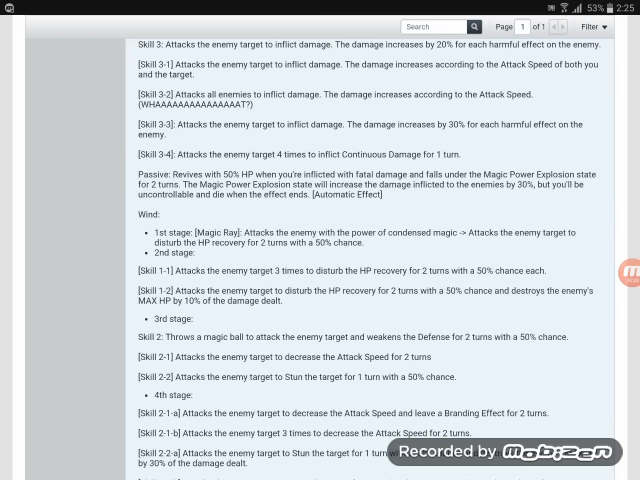 53% 2:25
Search Page 1 of 1 Filter
Skill 3: Attacks the enemy target to inflict damage. The damage increases by 20% for each harmful effect on the enemy.
[Skill 3-1] Attacks the enemy target to inflict damage. The damage increases according to the Attack Speed of both you
and the target.
[Skill 3-2] Attacks all enemies to inflict damage. The damage increases according to the Attack Speed.
(WHAAAAAAAAAAAAAAAT?)
[Skill 3-3]: Attacks the enemy target to inflict damage. The damage increases by 30% for each harmful effect on the
enemy.
[Skill 3-4]: Attacks the enemy target 4 times to inflict Continuous Damage for 1 turn.
Passive: Revives with 50% HP when you're inflicted with fatal damage and falls under the Magic Power Explosion state
for 2 turns. The Magic Power Explosion state will increase the damage inflicted to the enemies by 30%, but you'll be
uncontrollable and die when the effect ends. [Automatic Effect]
Wind:
• 1st stage: [Magic Ray]: Attacks the enemy with the power of condensed magic -> Attacks the enemy target to
disturb the HP recovery for 2 turns with a 50% chance.
• 2nd stage:
[Skill 1-1] Attacks the enemy target 3 times to disturb the HP recovery for 2 turns with a 50% chance each.
[Skill 1-2] Attacks the enemy target to disturb the HP recovery for 2 turns with a 50% chance and destroys the enemy's
MAX HP by 10% of the damage dealt.
• 3rd stage:
Skill 2: Throws a magic ball to attack the enemy target and weakens the Defense for 2 turns with a 50% chance.
[Skill 2-1] Attacks the enemy target to decrease the Attack Speed for 2 turns
[Skill 2-2] Attacks the enemy target to Stun the target for 1 turn with a 50% chance.
• 4th stage:
[Skill 2-1-a] Attacks the enemy target to decrease the Attack Speed and leave a Branding Effect for 2 turns.
[Skill 2-1-b] Attacks the enemy target 3 times to decrease the Attack Speed for 2 turns.
[Skill 2-2-a] Attacks the enemy target to Stun the target for 1 turn
by 30% of the damage dealt.
Recorded by Mobizen